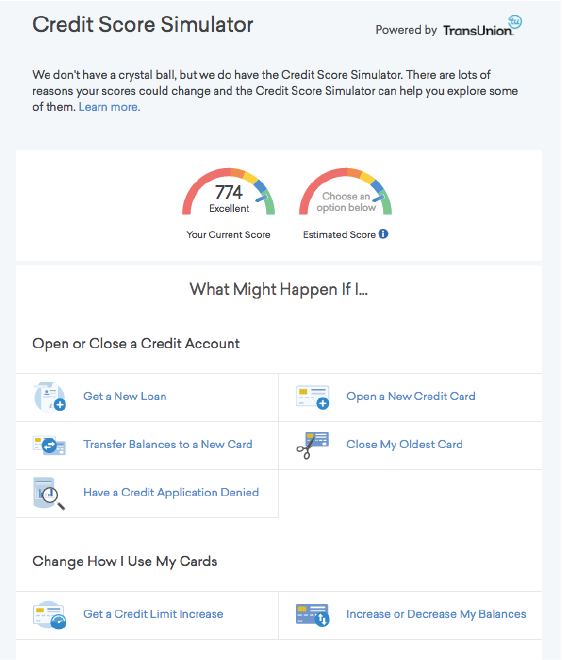 Credit Score Simulator
Powered by TransUnion
We don't have a crystal ball, but we do have the Credit Score Simulator. There are lots of
reasons your scores could change and the Credit Score Simulator can help you explore some
of them. Learn more.
774
Excellent
Your Current Score
Choose an
option below
Estimated Score
What Might Happen If I...
Open or Close a Credit Account
Get a New Loan
Open a New Credit Card
Transfer Balances to a New Card
Close My Oldest Card
Have a Credit Application Denied
Change How I Use My Cards
Get a Credit Limit Increase
Increase or Decrease My Balances